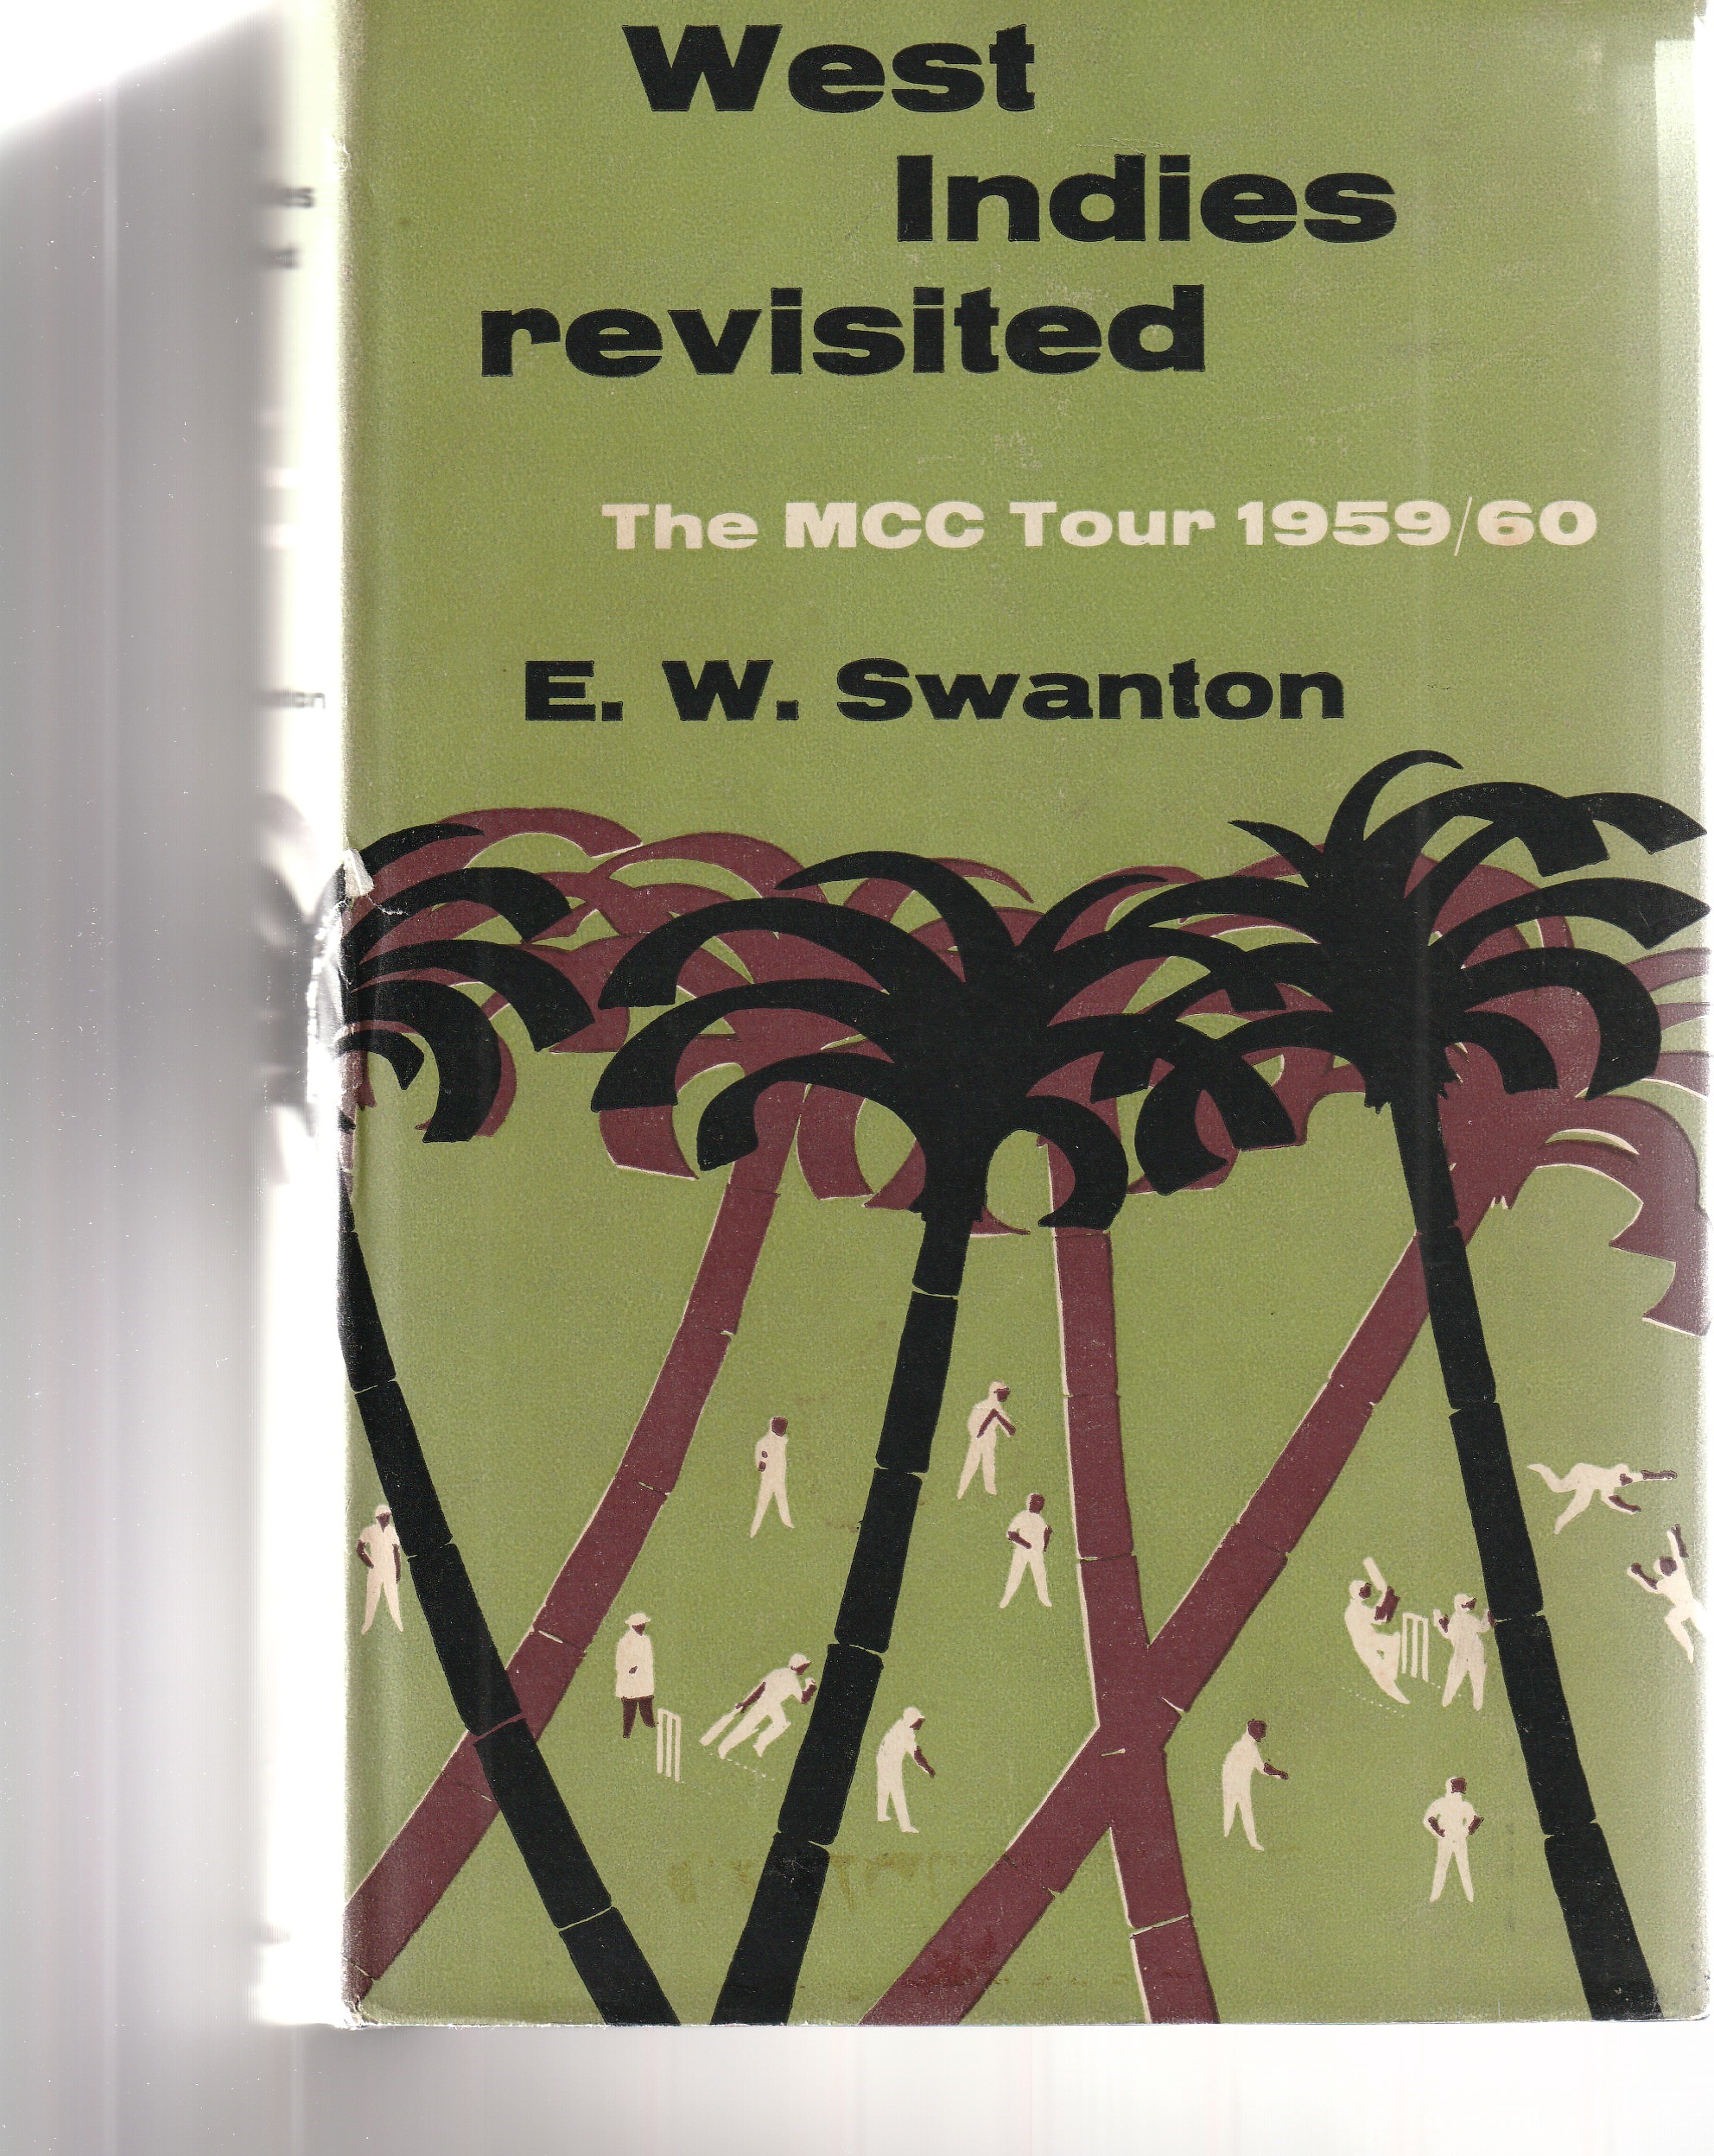 West
Indies
revisited
The MCC Tour 1959/60
E. W. Swanton